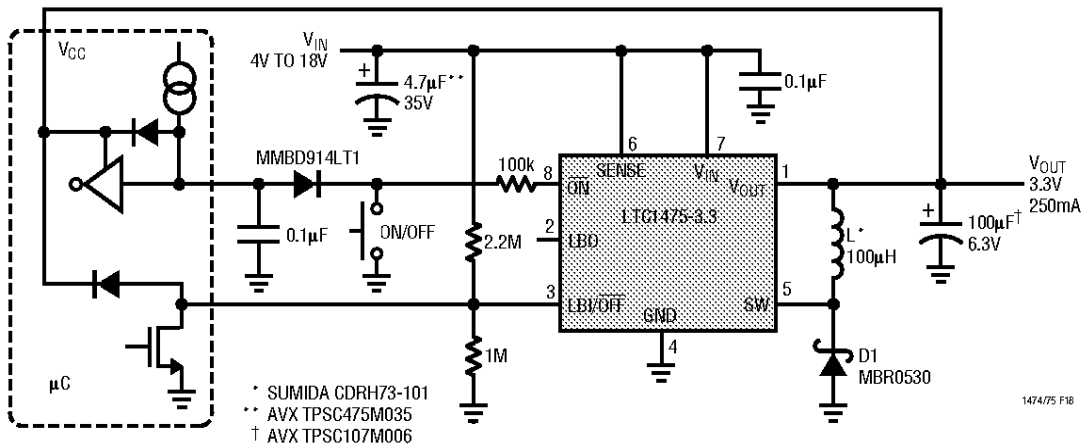 VCC
VIN
4V TO 18V
+
4.7µF**
35V
0.1µF
MMBD914LT1
100k
8
ON
6
SENSE
7
VIN
VOUT
1
LTC1475-3.3
VOUT
3.3V
250mA
+
100µF†
6.3V
0.1µF
ON/OFF
2.2M
2
LBO
L*
100µH
3
LBI/OFF
GND
4
SW
5
1M
D1
MBR0530
µC
* SUMIDA CDRH73-101
** AVX TPSC475M035
† AVX TPSC107M006
1474/75 F18